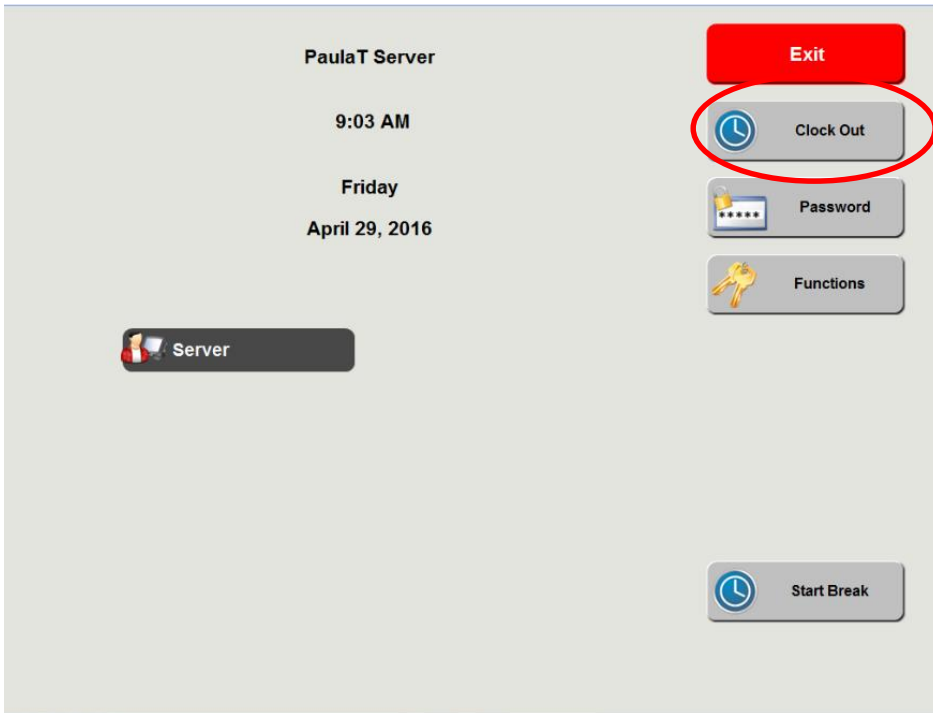 PaulaT Server
Exit
9:03 AM
Clock Out
Friday
Password
*****
April 29, 2016
Functions
Server
Start Break